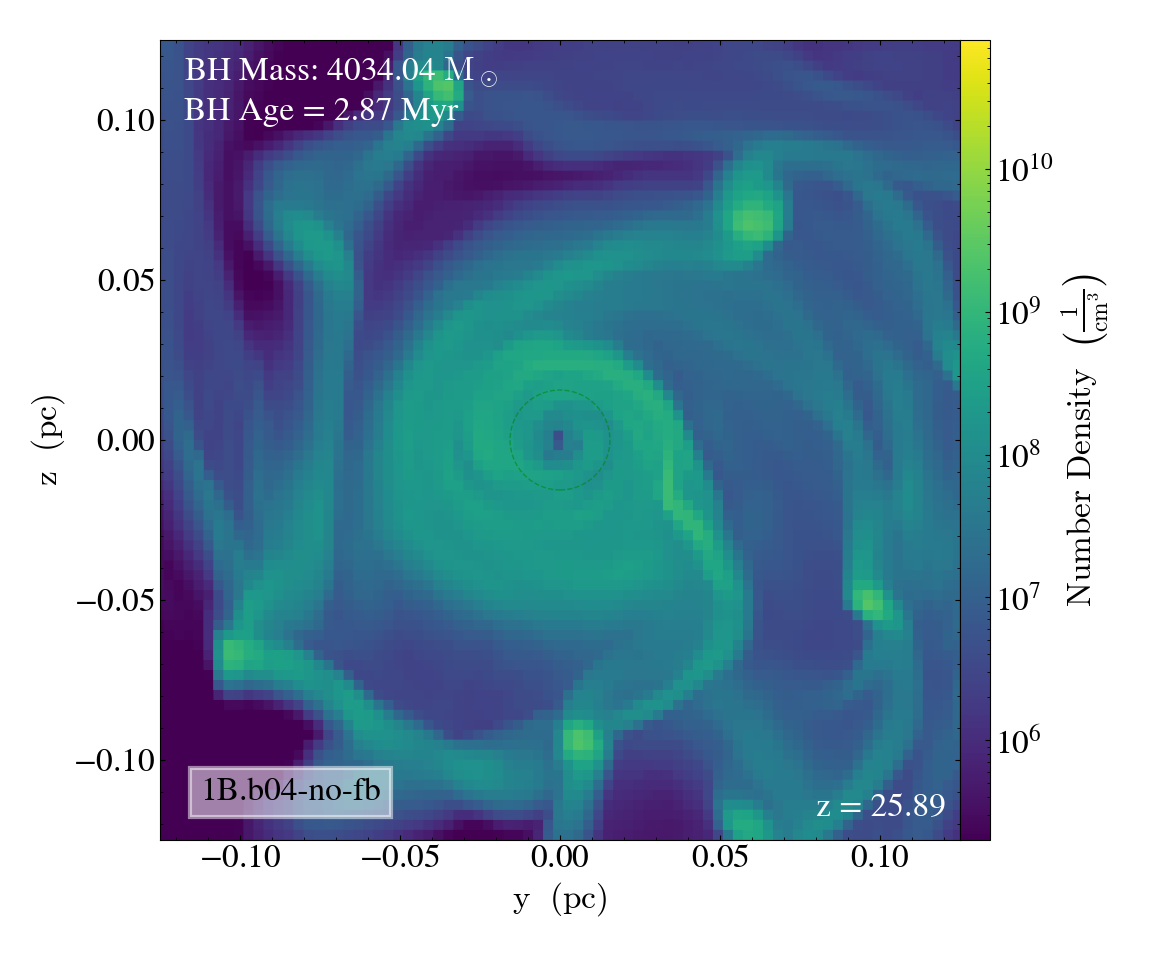 BH Mass: 4034.04 M☉
BH Age = 2.87 Myr
0.10
0.05
0.00
−0.05
−0.10
z (pc)
1B.b04-no-fb
z = 25.89
−0.10 −0.05 0.00 0.05 0.10
y (pc)
10¹⁰
10⁹
10⁸
10⁷
10⁶
Number Density (1/cm³)